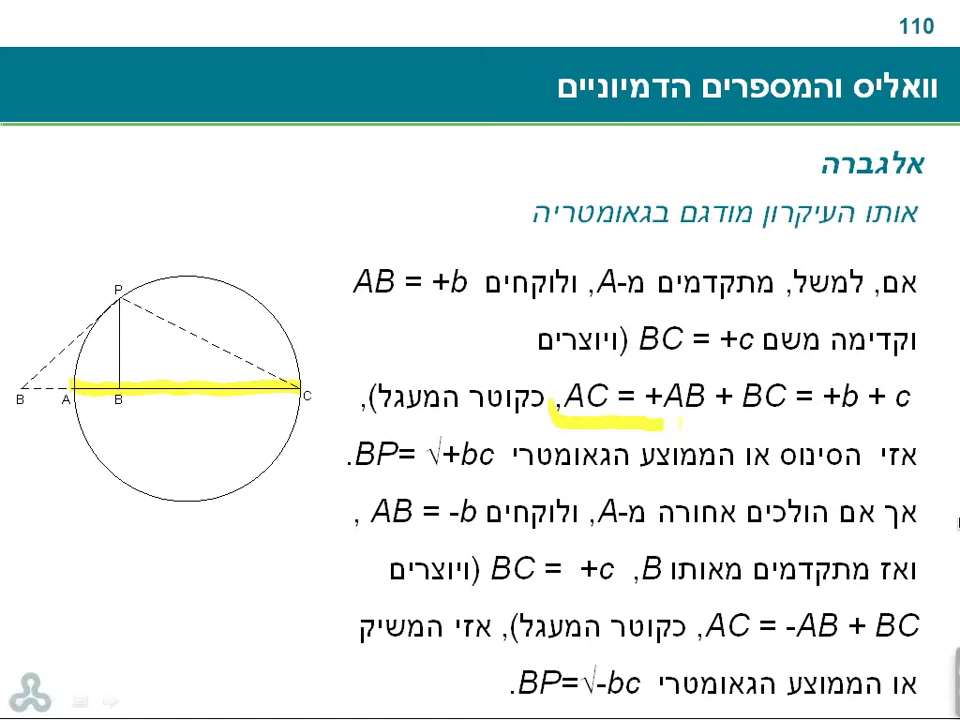 110
וואליס והמספרים הדמיוניים
אלגברה
אותו העיקרון מודגם בגאומטריה
אם, למשל, מתקדמים מ-A, ולוקחים AB = +b
וקדימה משם BC = +c (ויוצרים
AC = +AB + BC = +b + c, כקוטר המעגל),
אזי הסינוס או הממוצע הגאומטרי BP= √+bc.
אך אם הולכים אחורה מ-A, ולוקחים AB = -b ,
ואז מתקדמים מאותו B, BC = +c (ויוצרים
AC = -AB + BC, כקוטר המעגל), אזי המשיק
או הממוצע הגאומטרי BP=√-bc.
P
B A B C